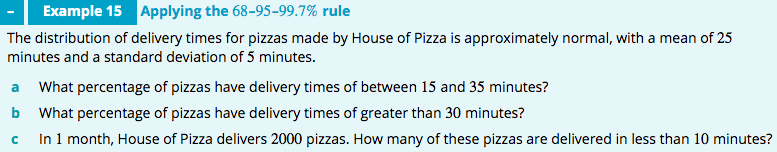 - Example 15 Applying the 68–95–99.7% rule
The distribution of delivery times for pizzas made by House of Pizza is approximately normal, with a mean of 25
minutes and a standard deviation of 5 minutes.
a What percentage of pizzas have delivery times of between 15 and 35 minutes?
b What percentage of pizzas have delivery times of greater than 30 minutes?
c In 1 month, House of Pizza delivers 2000 pizzas. How many of these pizzas are delivered in less than 10 minutes?